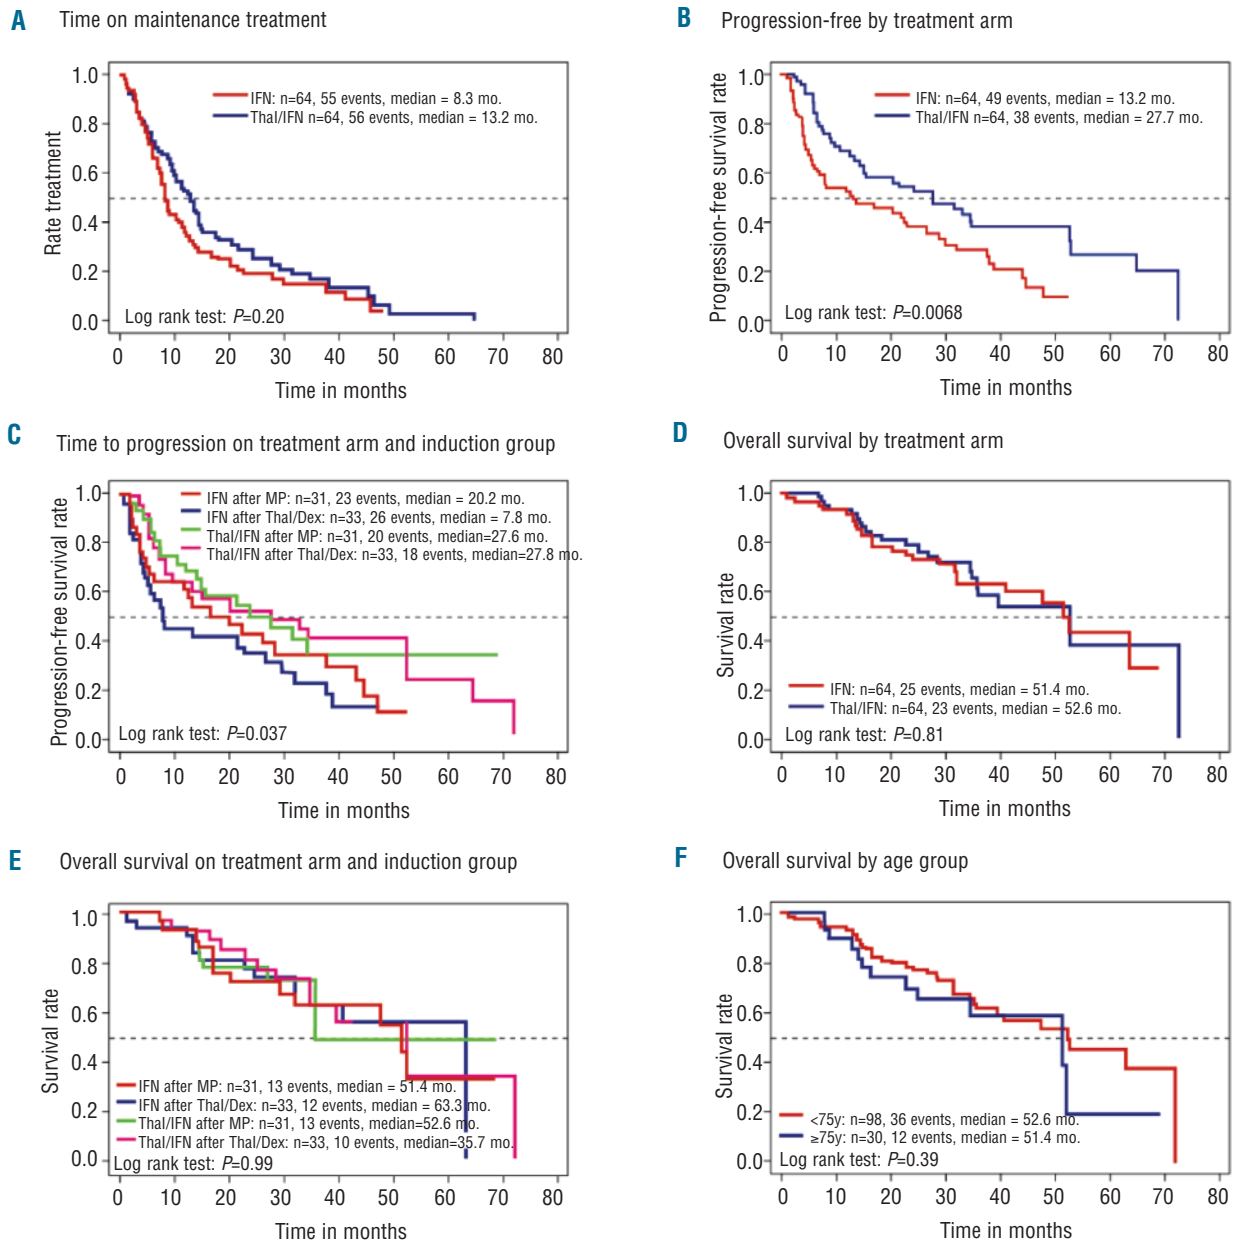 A Time on maintenance treatment
1.0
0.8
0.6
0.4
0.2
0.0
Rate treatment
IFN: n=64, 55 events, median = 8.3 mo.
Thal/IFN n=64, 56 events, median = 13.2 mo.
Log rank test: P=0.20
0 10 20 30 40 50 60 70 80
Time in months
B Progression-free by treatment arm
1.0
0.8
0.6
0.4
0.2
0.0
Progression-free survival rate
IFN: n=64, 49 events, median = 13.2 mo.
Thal/IFN n=64, 38 events, median = 27.7 mo.
Log rank test: P=0.0068
0 10 20 30 40 50 60 70 80
Time in months
C Time to progression on treatment arm and induction group
1.0
0.8
0.6
0.4
0.2
0.0
Progression-free survival rate
IFN after MP: n=31, 23 events, median = 20.2 mo.
IFN after Thal/Dex: n=33, 26 events, median = 7.8 mo.
Thal/IFN after MP: n=31, 20 events, median=27.6 mo.
Thal/IFN after Thal/Dex: n=33, 18 events, median=27.8 mo.
Log rank test: P=0.037
0 10 20 30 40 50 60 70 80
Time in months
D Overall survival by treatment arm
1.0
0.8
0.6
0.4
0.2
0.0
Survival rate
IFN: n=64, 25 events, median = 51.4 mo.
Thal/IFN: n=64, 23 events, median = 52.6 mo.
Log rank test: P=0.81
0 10 20 30 40 50 60 70 80
Time in months
E Overall survival on treatment arm and induction group
1.0
0.8
0.6
0.4
0.2
0.0
Survival rate
IFN after MP: n=31, 13 events, median = 51.4 mo.
IFN after Thal/Dex: n=33, 12 events, median = 63.3 mo.
Thal/IFN after MP: n=31, 13 events, median=52.6 mo.
Thal/IFN after Thal/Dex: n=33, 10 events, median=35.7 mo.
Log rank test: P=0.99
0 10 20 30 40 50 60 70 80
Time in months
F Overall survival by age group
1.0
0.8
0.6
0.4
0.2
0.0
Survival rate
<75y: n=98, 36 events, median = 52.6 mo.
≥75y: n=30, 12 events, median = 51.4 mo.
Log rank test: P=0.39
0 10 20 30 40 50 60 70 80
Time in months